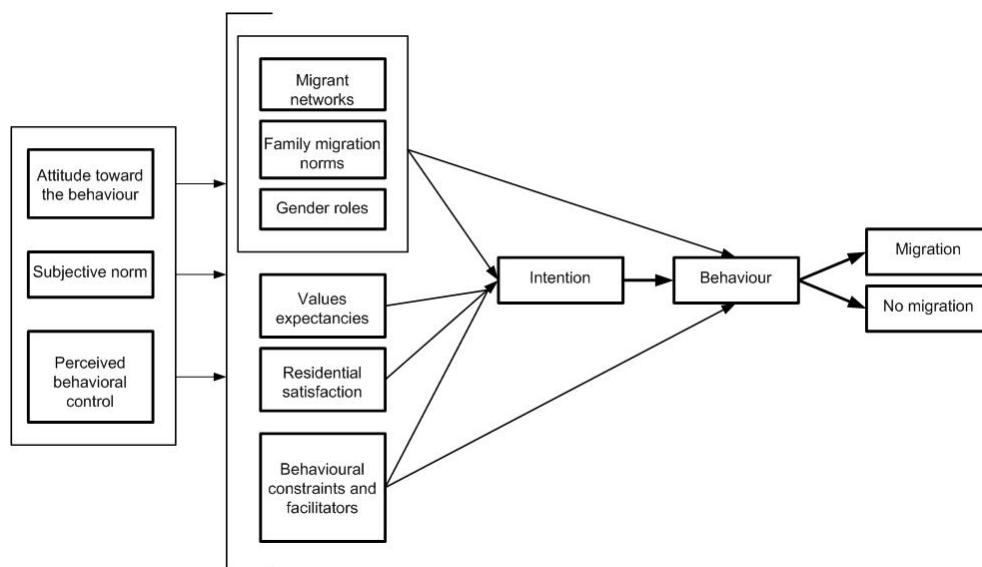 Attitude toward
the behaviour
Subjective norm
Perceived
behavioral
control
Migrant
networks
Family migration
norms
Gender roles
Values
expectancies
Residential
satisfaction
Behavioural
constraints and
facilitators
Intention
Behaviour
Migration
No migration